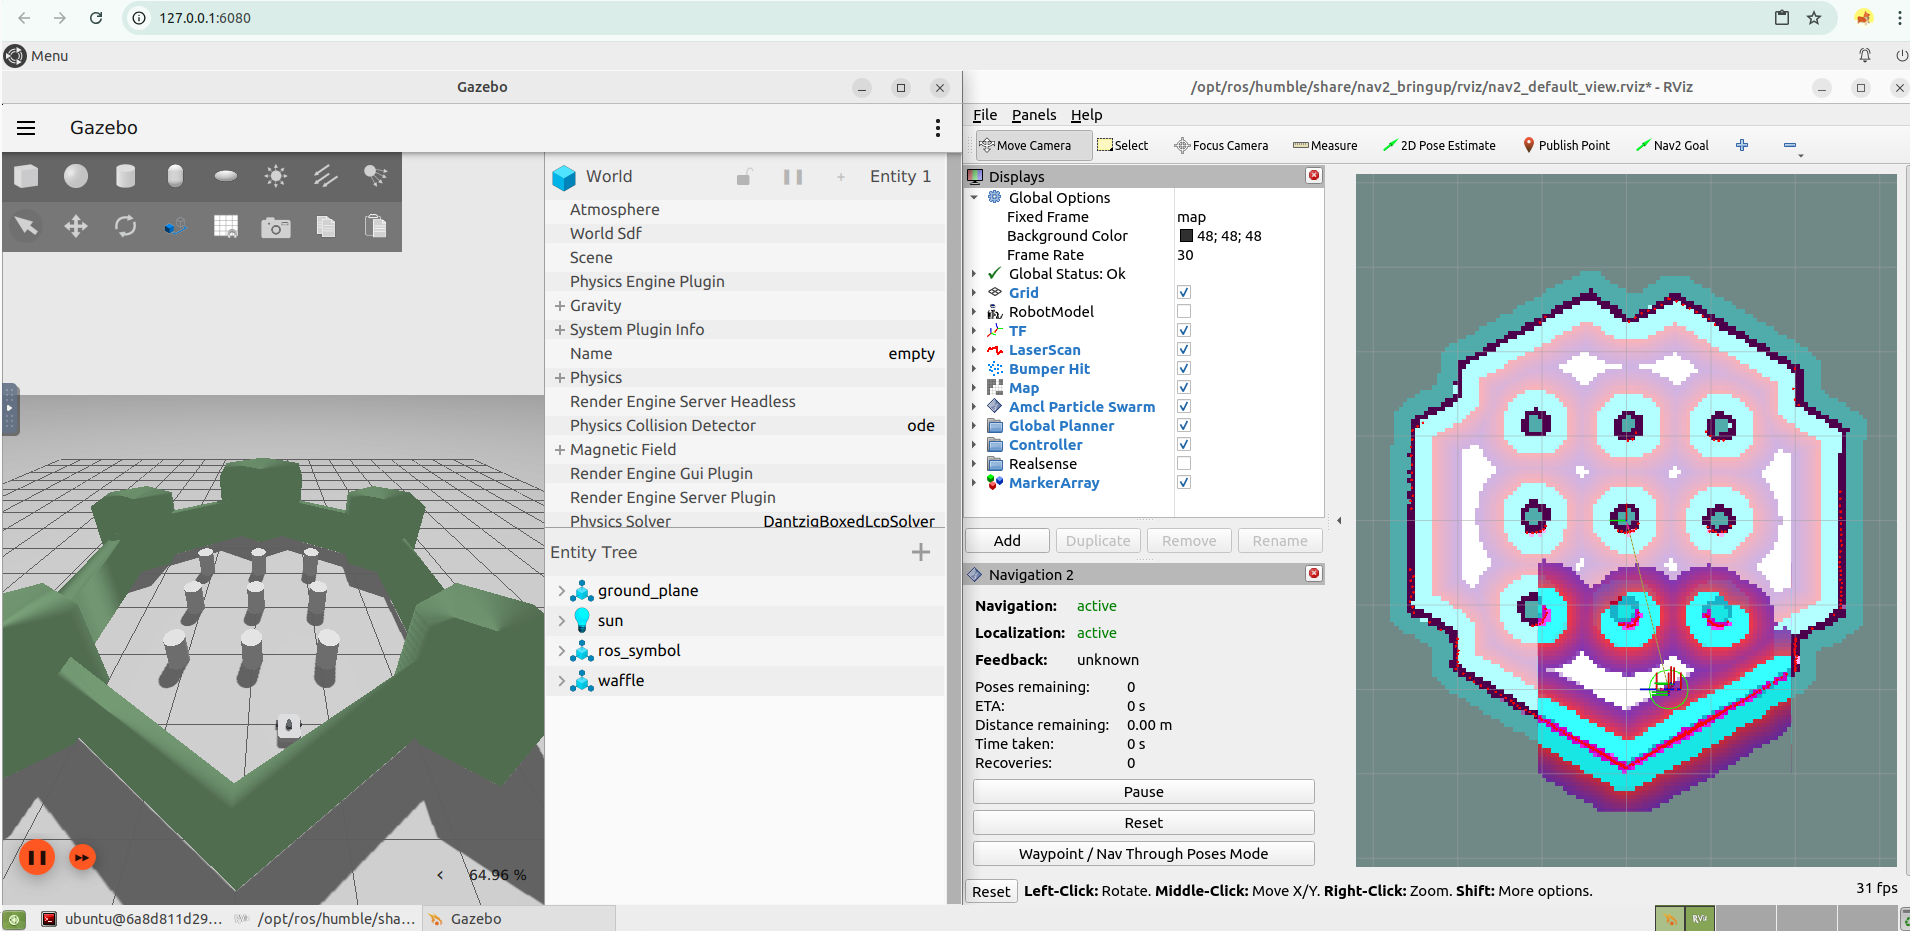 127.0.0.1:6080
Menu
Gazebo
Gazebo
World
Entity 1
Atmosphere
World Sdf
Scene
Physics Engine Plugin
Gravity
System Plugin Info
Name empty
Physics
Render Engine Server Headless
Physics Collision Detector ode
Magnetic Field
Render Engine Gui Plugin
Render Engine Server Plugin
Physics Solver DantzigBoxedLcpSolver
Entity Tree
ground_plane
sun
ros_symbol
waffle
64.96 %
/opt/ros/humble/share/nav2_bringup/rviz/nav2_default_view.rviz* - RViz
File Panels Help
Move Camera Select Focus Camera Measure 2D Pose Estimate Publish Point Nav2 Goal
Displays
Global Options
Fixed Frame map
Background Color 48; 48; 48
Frame Rate 30
Global Status: Ok
Grid
RobotModel
TF
LaserScan
Bumper Hit
Map
Amcl Particle Swarm
Global Planner
Controller
Realsense
MarkerArray
Add Duplicate Remove Rename
Navigation 2
Navigation: active
Localization: active
Feedback: unknown
Poses remaining: 0
ETA: 0 s
Distance remaining: 0.00 m
Time taken: 0 s
Recoveries: 0
Pause
Reset
Waypoint / Nav Through Poses Mode
Reset Left-Click: Rotate. Middle-Click: Move X/Y. Right-Click: Zoom. Shift: More options.
31 fps
ubuntu@6a8d811d29... /opt/ros/humble/sha... Gazebo
RViz